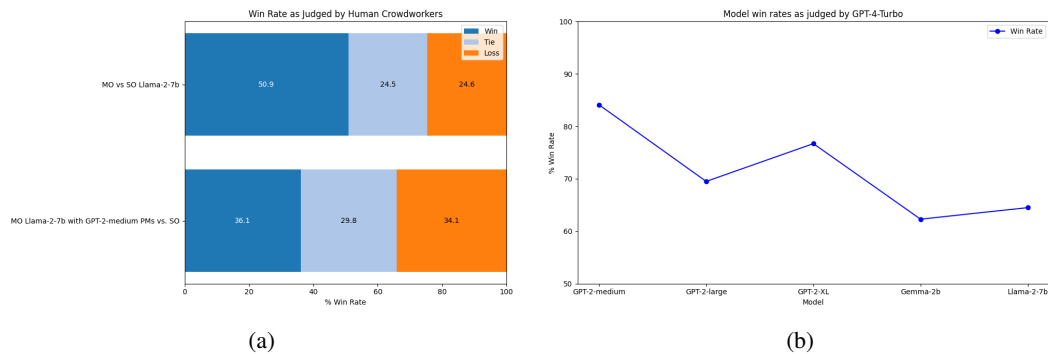 Win Rate as Judged by Human Crowdworkers
Win
Tie
Loss
MO vs SO Llama-2-7b
50.9
24.5
24.6
MO Llama-2-7b with GPT-2-medium PMs vs. SO
36.1
29.8
34.1
0
20
40
60
80
100
% Win Rate
(a)
Model win rates as judged by GPT-4-Turbo
Win Rate
100
90
80
70
60
50
% Win Rate
GPT-2-medium
GPT-2-large
GPT-2-XL
Gemma-2b
Llama-2-7b
Model
(b)